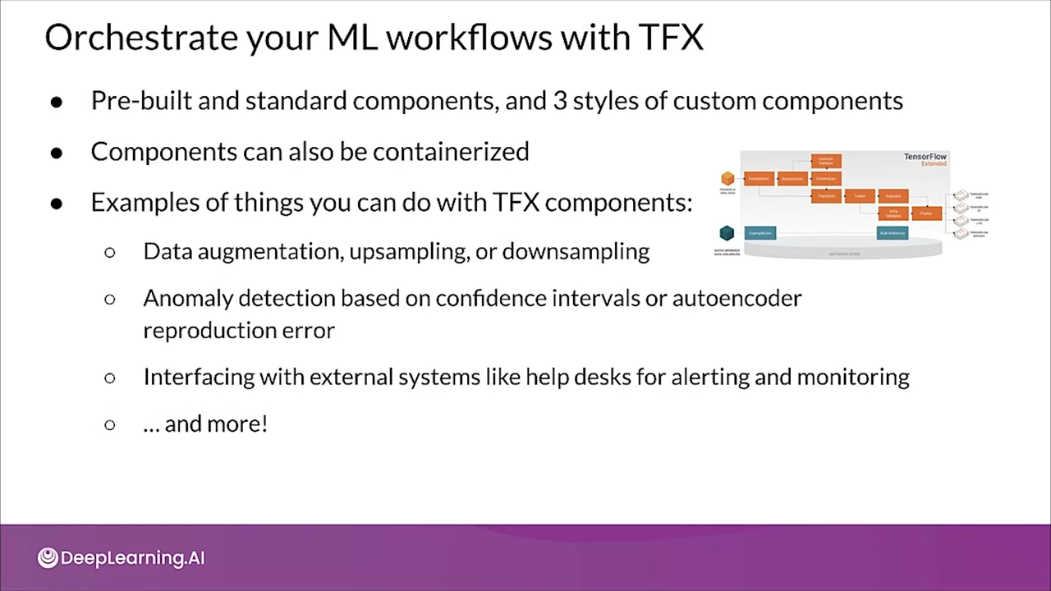 Orchestrate your ML workflows with TFX
● Pre-built and standard components, and 3 styles of custom components
● Components can also be containerized
● Examples of things you can do with TFX components:
○ Data augmentation, upsampling, or downsampling
○ Anomaly detection based on confidence intervals or autoencoder
reproduction error
○ Interfacing with external systems like help desks for alerting and monitoring
○ ... and more!
TensorFlow
Extended
DeepLearning.AI